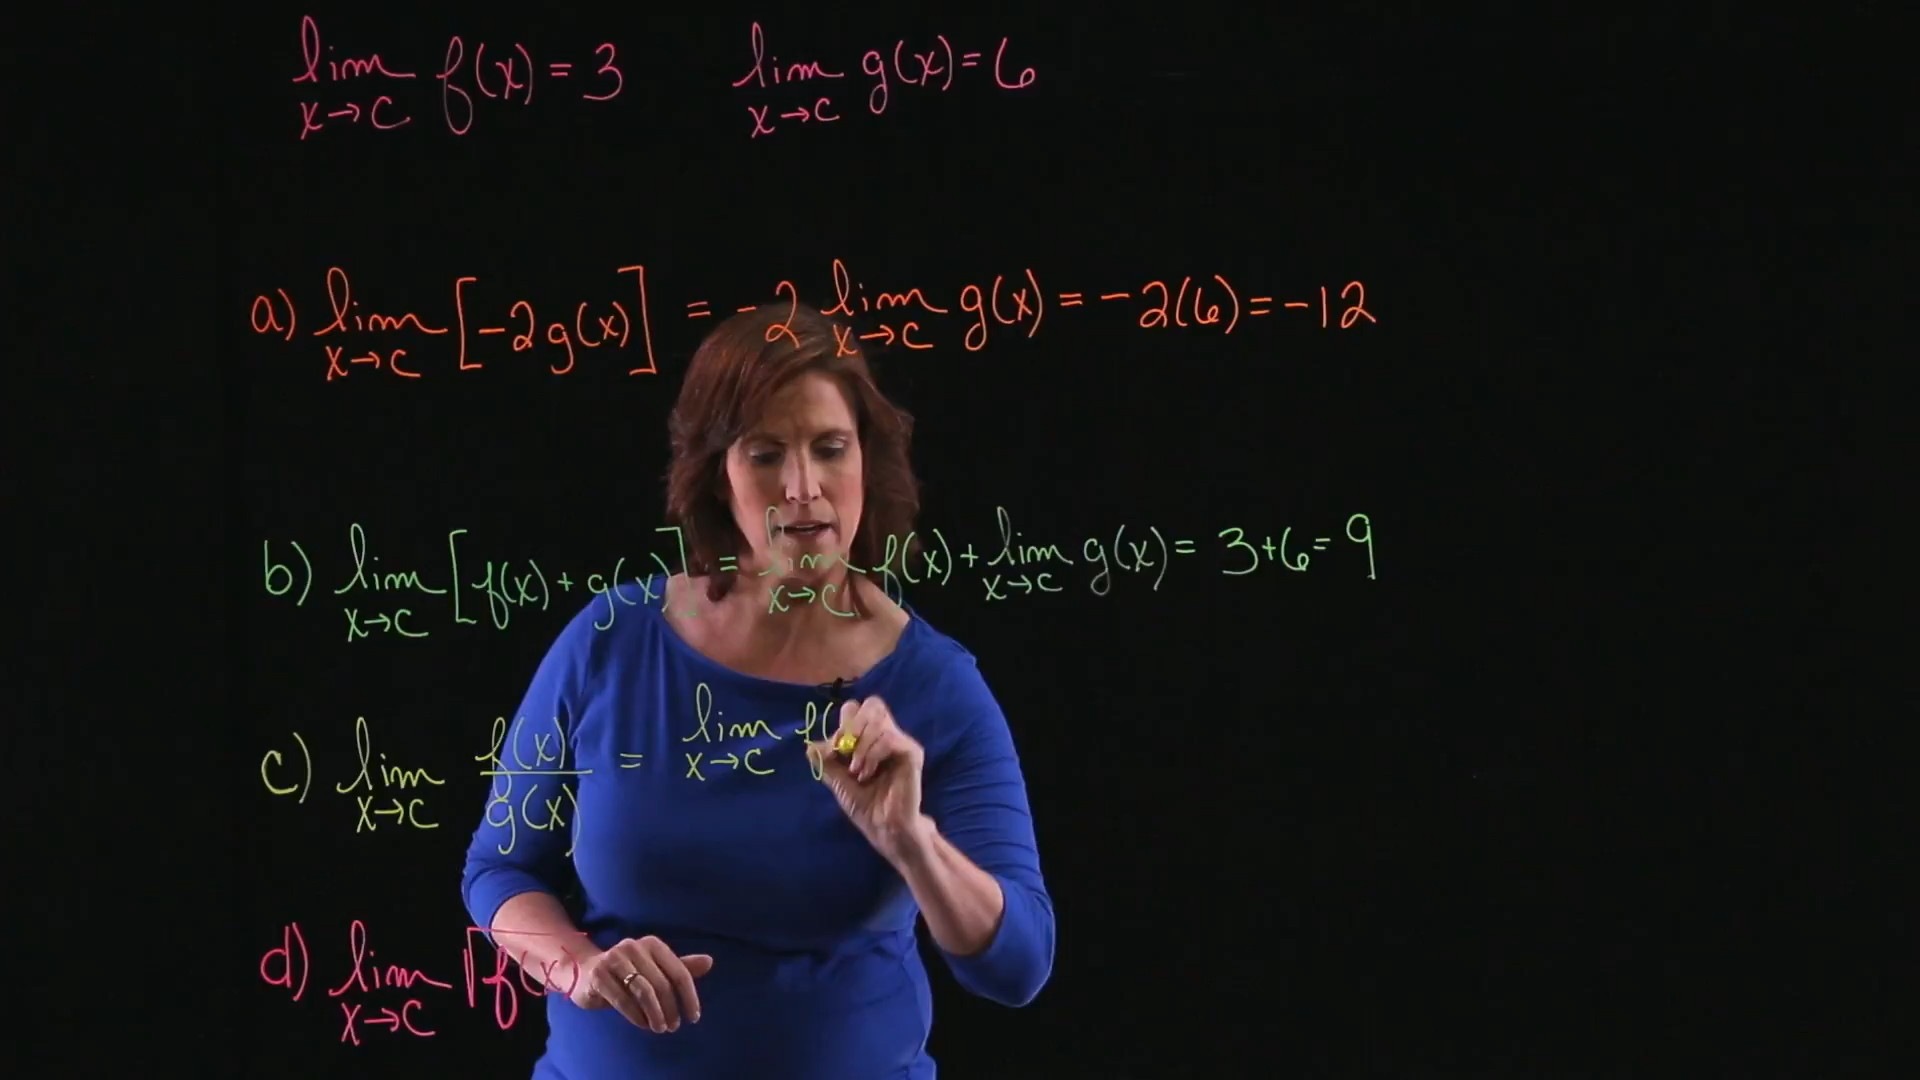 lim x→c f(x) = 3    lim x→c g(x) = 6
a) lim x→c [-2g(x)] = -2 lim x→c g(x) = -2(6) = -12
b) lim x→c [f(x) + g(x)] = lim x→c f(x) + lim x→c g(x) = 3+6 = 9
c) lim x→c f(x)/g(x) = lim x→c f(
d) lim x→c √f(x)